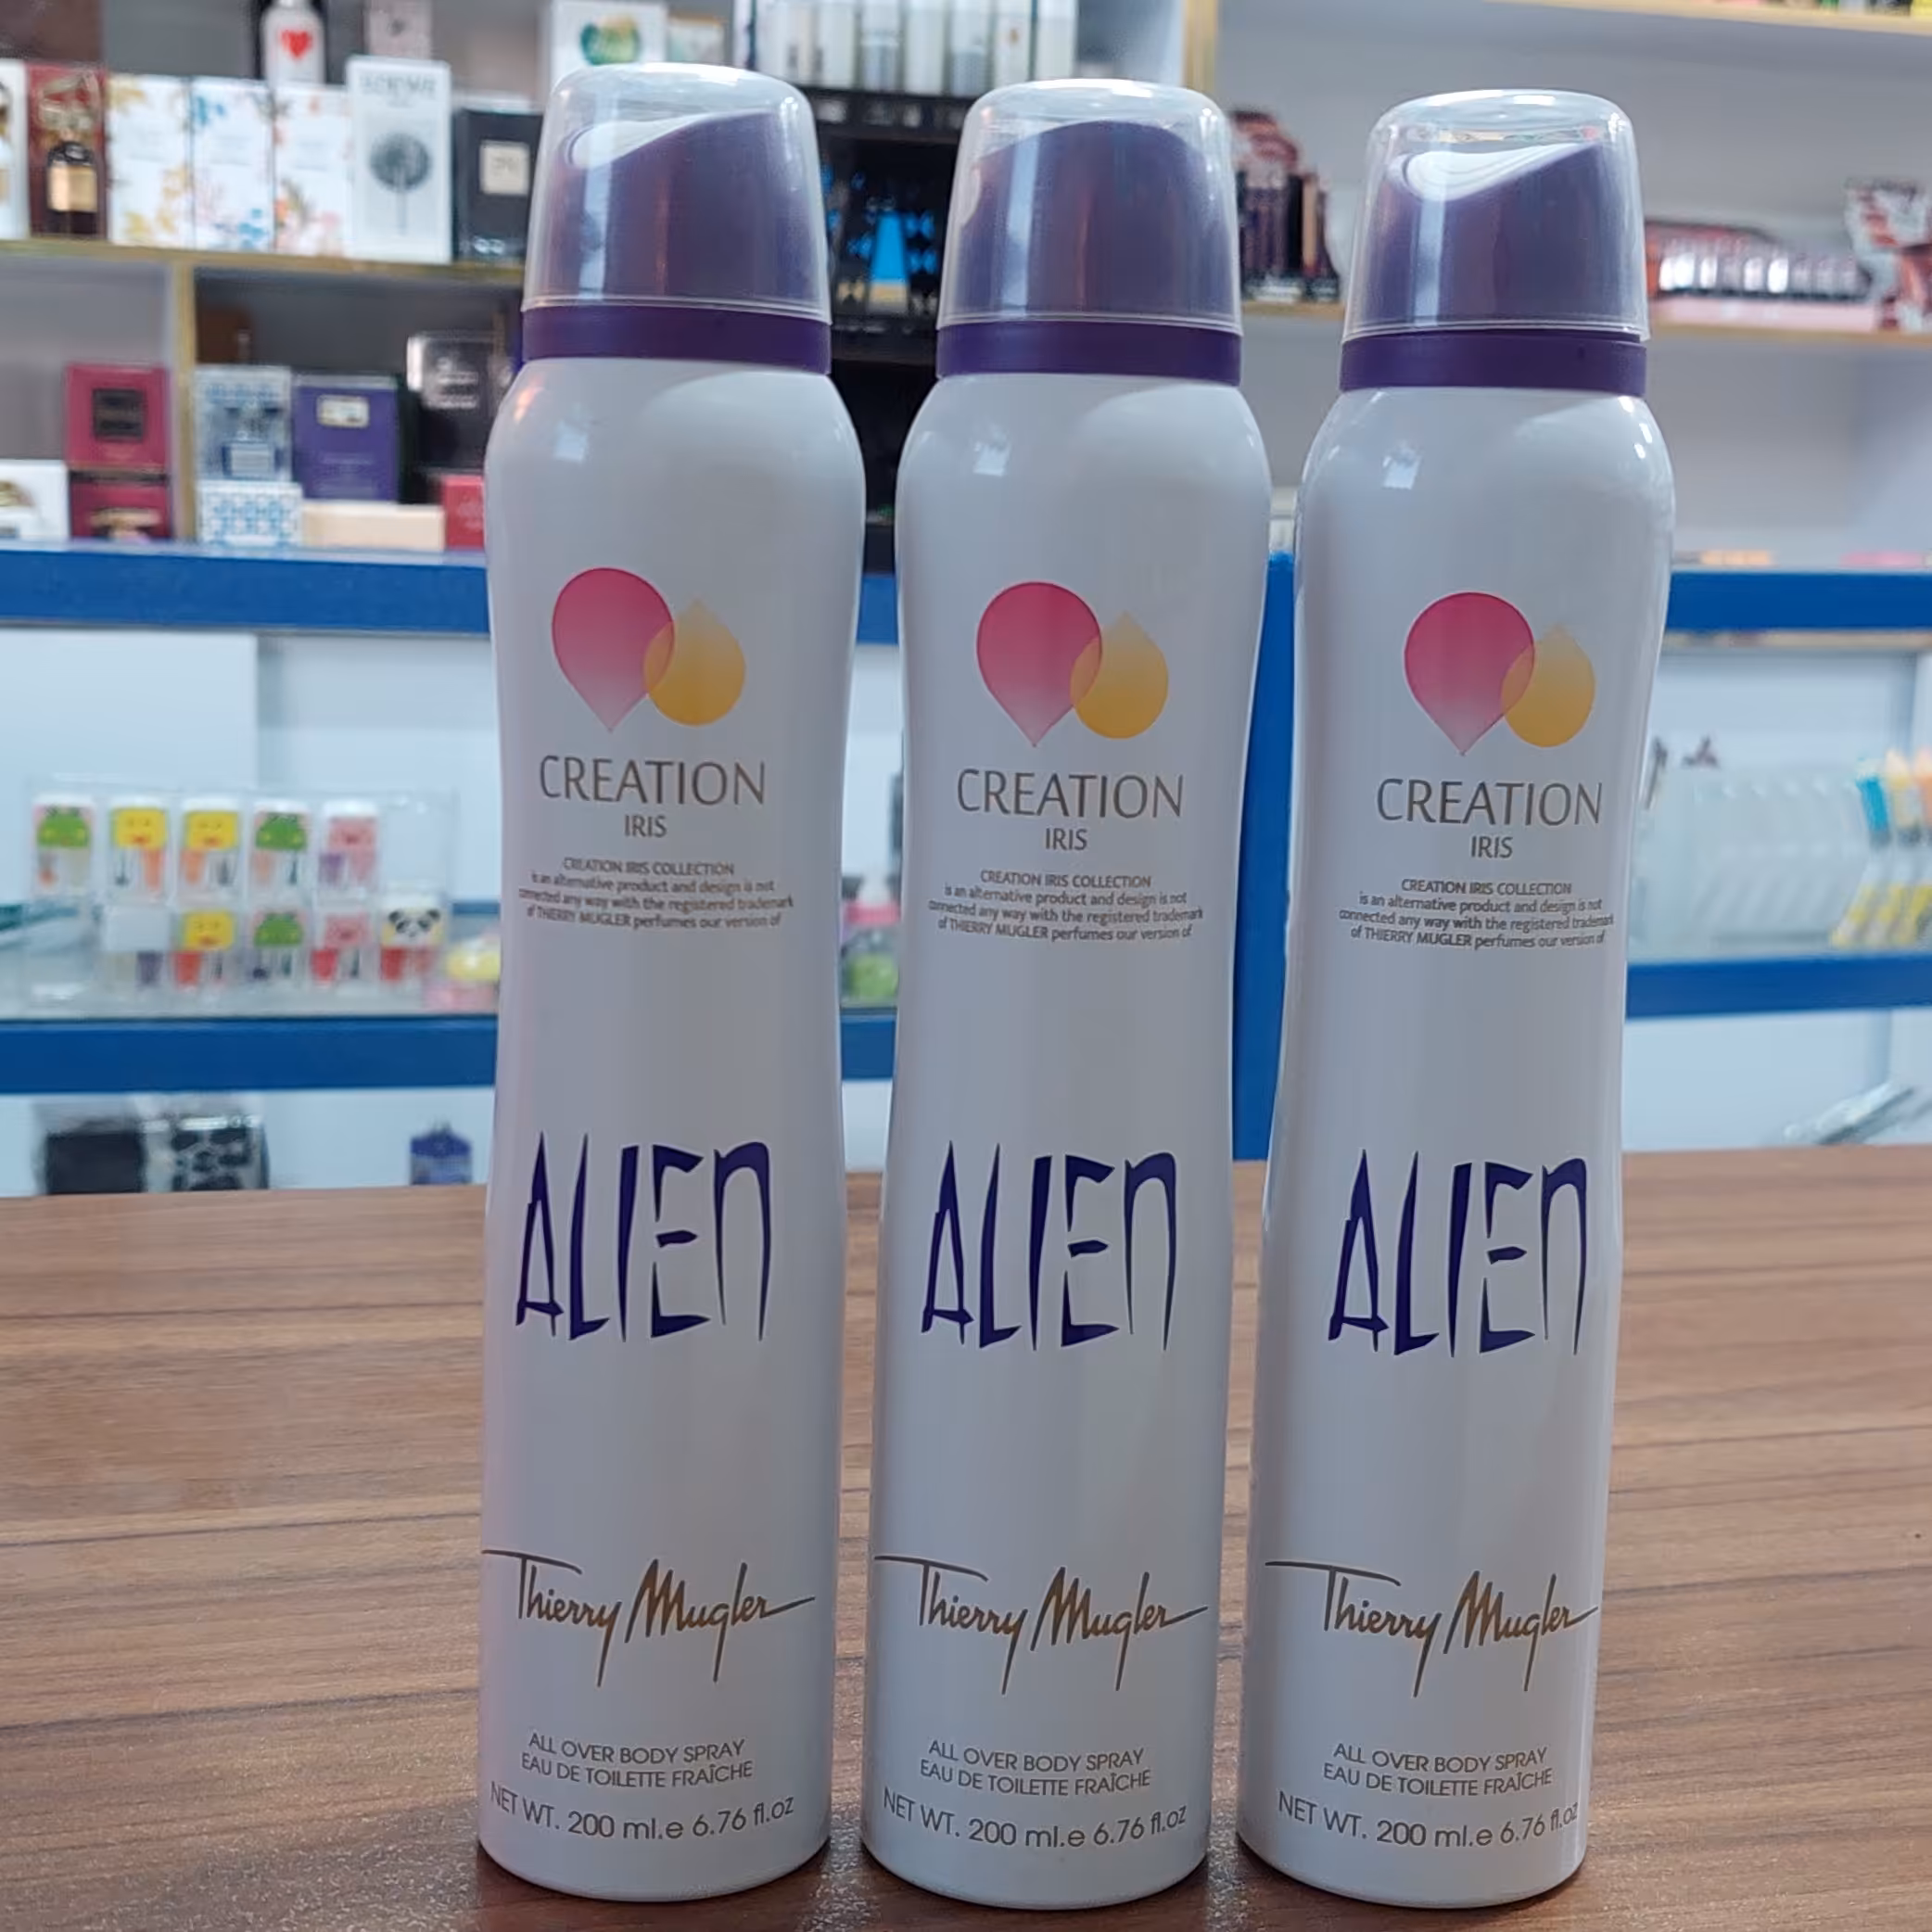 CREATION
IRIS
CREATION IRIS COLLECTION
is an alternative product and design is not
connected any way with the registered trademark
of THIERRY MUGLER perfumes our version of
ALIEN
Thierry Mugler
ALL OVER BODY SPRAY
EAU DE TOILETTE FRAÎCHE
NET WT. 200 ml.e 6.76 fl.oz
CREATION
IRIS
CREATION IRIS COLLECTION
is an alternative product and design is not
connected any way with the registered trademark
of THIERRY MUGLER perfumes our version of
ALIEN
Thierry Mugler
ALL OVER BODY SPRAY
EAU DE TOILETTE FRAÎCHE
NET WT. 200 ml.e 6.76 fl.oz
CREATION
IRIS
CREATION IRIS COLLECTION
is an alternative product and design is not
connected any way with the registered trademark
of THIERRY MUGLER perfumes our version of
ALIEN
Thierry Mugler
ALL OVER BODY SPRAY
EAU DE TOILETTE FRAÎCHE
NET WT. 200 ml.e 6.76 fl.oz